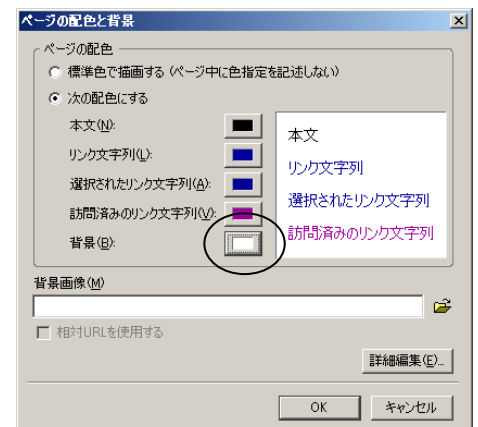 ページの配色と背景
ページの配色
標準色で描画する (ページ中に色指定を記述しない)
次の配色にする
本文(N):
リンク文字列(L):
選択されたリンク文字列(A):
訪問済みのリンク文字列(V):
背景(B):
本文
リンク文字列
選択されたリンク文字列
訪問済みのリンク文字列
背景画像(M)
相対URLを使用する
詳細編集(E)...
OK
キャンセル